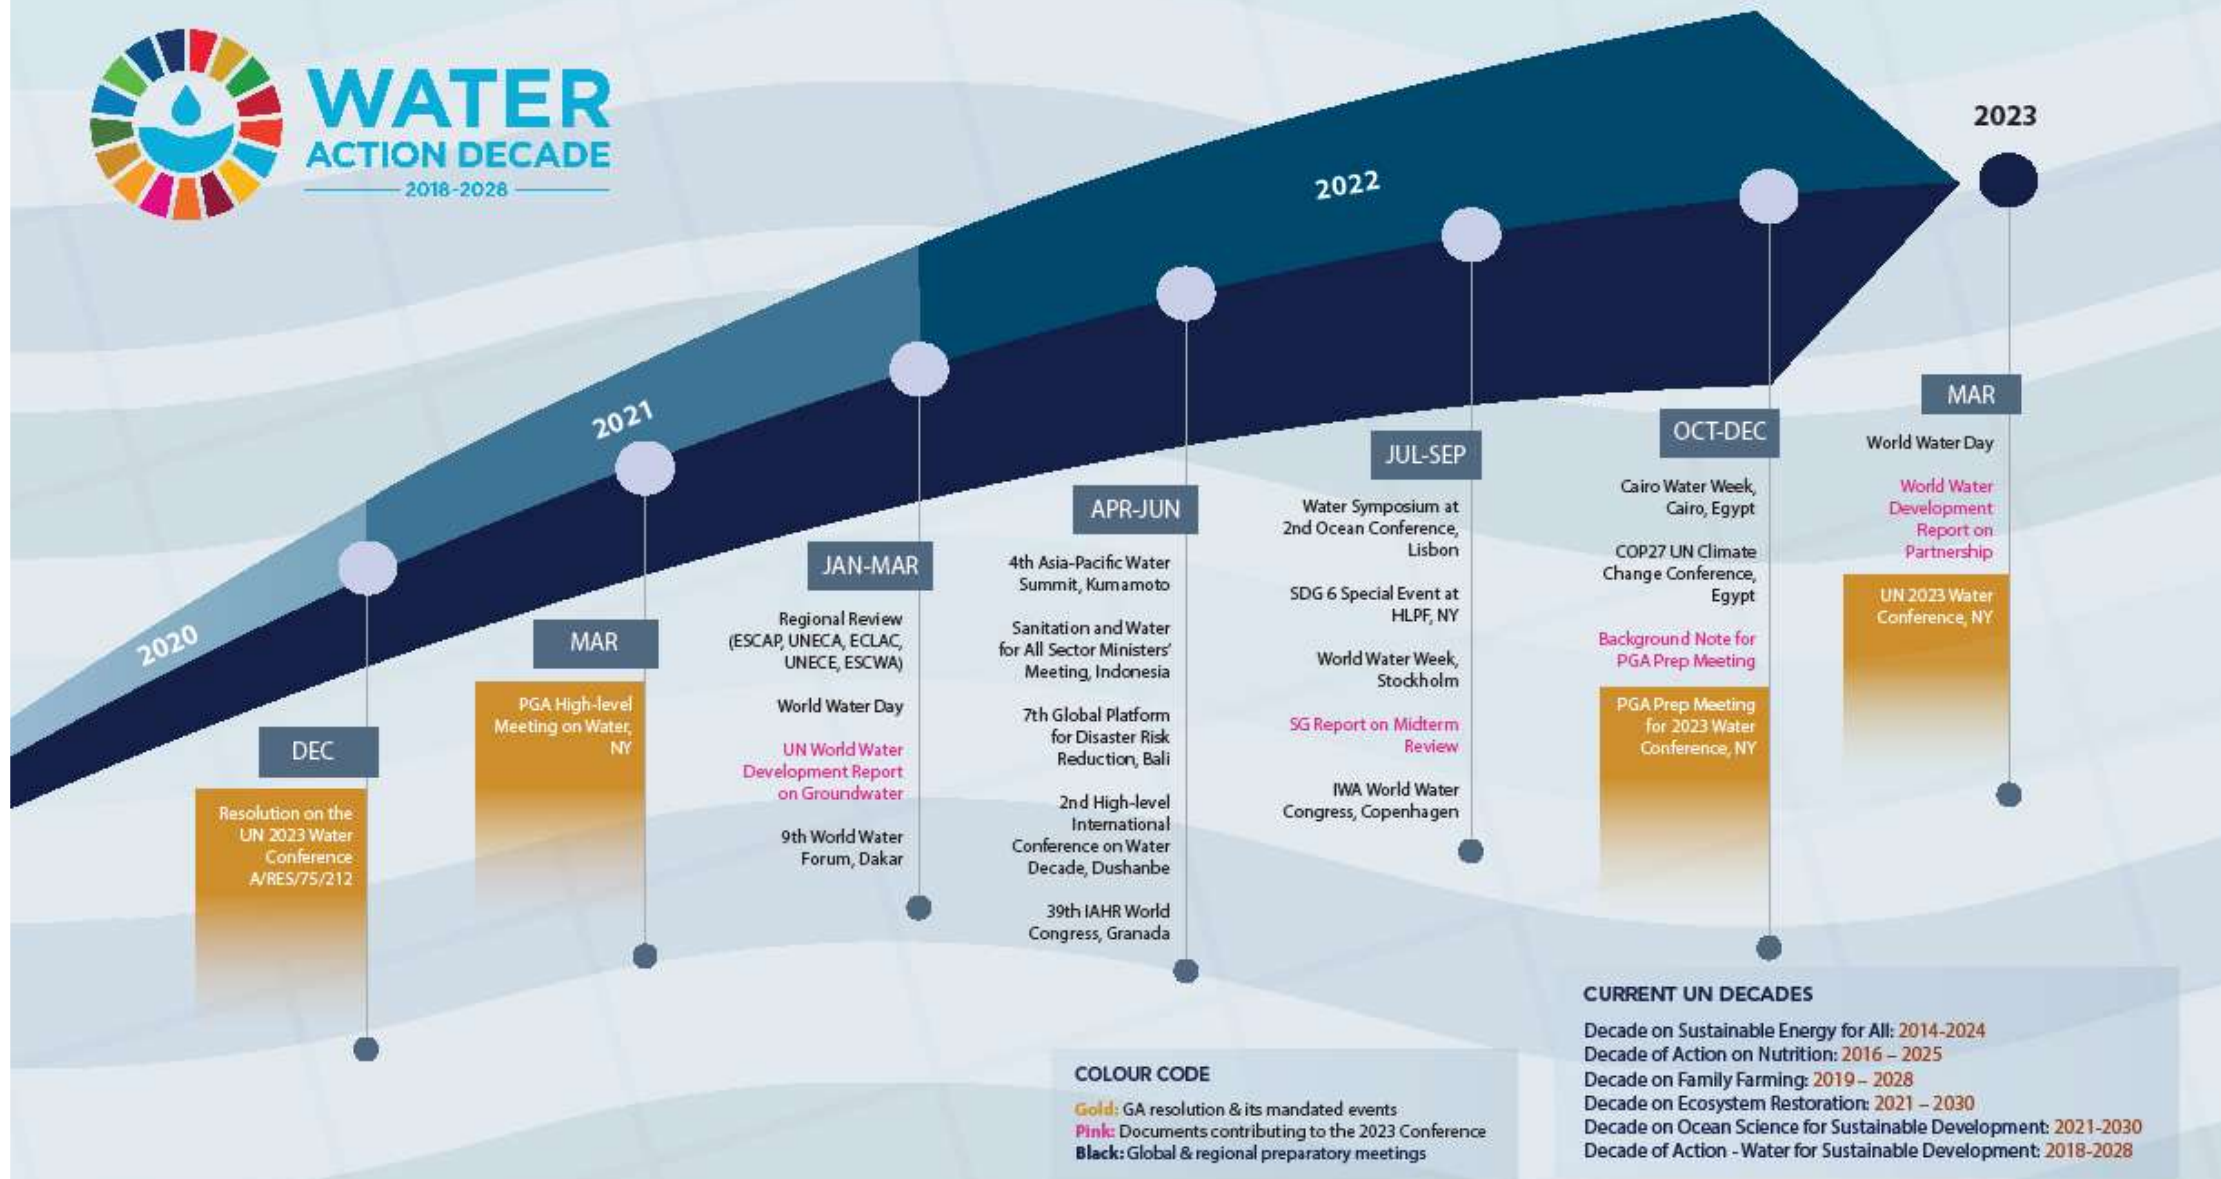 WATER
ACTION DECADE
2018-2028
2020
2021
2022
2023
DEC
Resolution on the
UN 2023 Water
Conference
A/RES/75/212
MAR
PGA High-level
Meeting on Water,
NY
JAN-MAR
Regional Review
(ESCAP, UNECA, ECLAC,
UNECE, ESCWA)
World Water Day
UN World Water
Development Report
on Groundwater
9th World Water
Forum, Dakar
APR-JUN
4th Asia-Pacific Water
Summit, Kumamoto
Sanitation and Water
for All Sector Ministers'
Meeting, Indonesia
7th Global Platform
for Disaster Risk
Reduction, Bali
2nd High-level
International
Conference on Water
Decade, Dushanbe
39th IAHR World
Congress, Granada
JUL-SEP
Water Symposium at
2nd Ocean Conference,
Lisbon
SDG 6 Special Event at
HLPF, NY
World Water Week,
Stockholm
SG Report on Midterm
Review
IWA World Water
Congress, Copenhagen
OCT-DEC
Cairo Water Week,
Cairo, Egypt
COP27 UN Climate
Change Conference,
Egypt
Background Note for
PGA Prep Meeting
PGA Prep Meeting
for 2023 Water
Conference, NY
MAR
World Water Day
World Water
Development
Report on
Partnership
UN 2023 Water
Conference, NY
COLOUR CODE
Gold: GA resolution & its mandated events
Pink: Documents contributing to the 2023 Conference
Black: Global & regional preparatory meetings
CURRENT UN DECADES
Decade on Sustainable Energy for All: 2014-2024
Decade of Action on Nutrition: 2016 – 2025
Decade on Family Farming: 2019 – 2028
Decade on Ecosystem Restoration: 2021 – 2030
Decade on Ocean Science for Sustainable Development: 2021-2030
Decade of Action - Water for Sustainable Development: 2018-2028